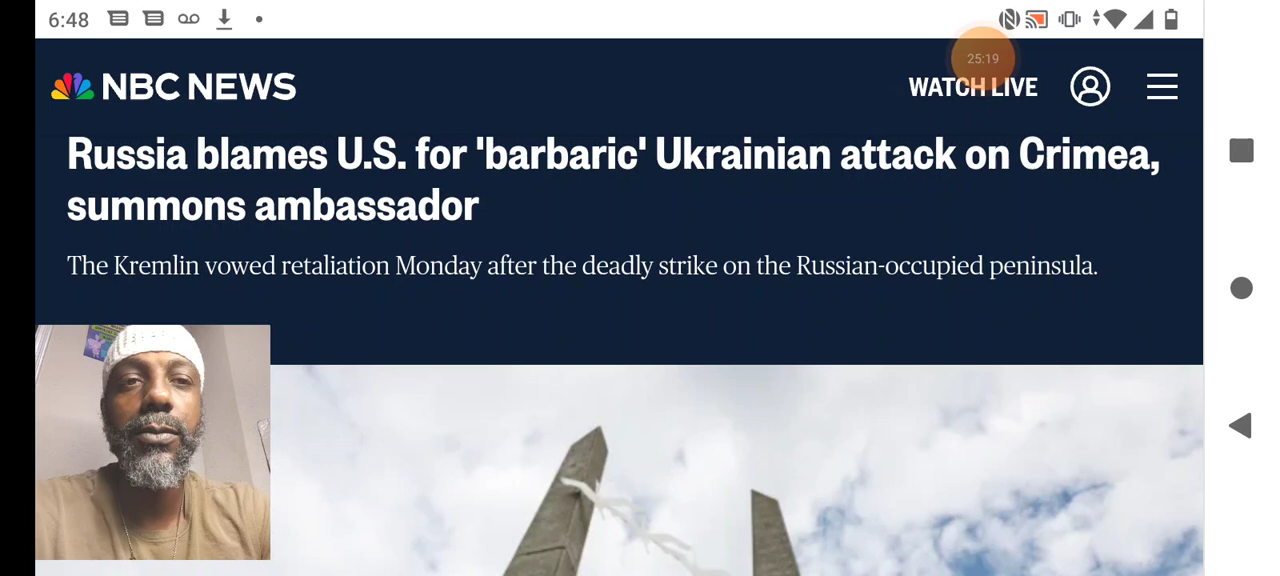 6:48
25:19
NBC NEWS
WATCH LIVE
Russia blames U.S. for 'barbaric' Ukrainian attack on Crimea,
summons ambassador
The Kremlin vowed retaliation Monday after the deadly strike on the Russian-occupied peninsula.